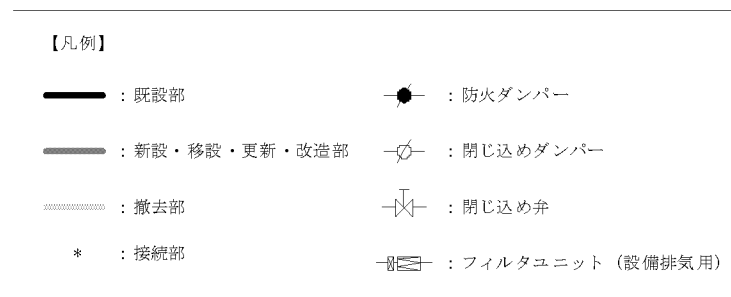 【凡例】
：既設部
：新設・移設・更新・改造部
：撤去部
* ：接続部
：防火ダンパー
：閉じ込めダンパー
：閉じ込め弁
：フィルタユニット（設備排気用）